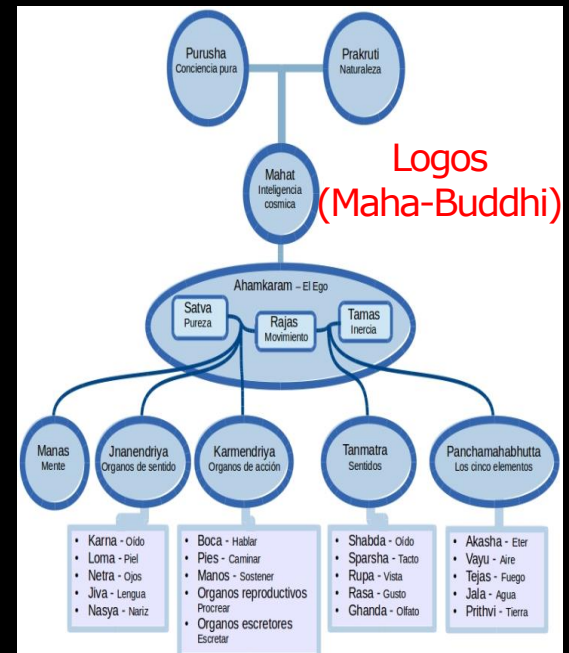 Purusha
Conciencia pura
Prakruti
Naturaleza
Mahat
Inteligencia
cosmica
Logos
(Maha-Buddhi)
Ahamkaram – El Ego
Satva
Pureza
Rajas
Movimiento
Tamas
Inercia
Manas
Mente
Jnanendriya
Organos de sentido
Karmendriya
Organos de acción
Tanmatra
Sentidos
Panchamahabhutta
Los cinco elementos
• Karna - Oído
• Loma - Piel
• Netra - Ojos
• Jiva - Lengua
• Nasya - Nariz
• Boca - Hablar
• Pies - Caminar
• Manos - Sostener
• Organos reproductivos
Procrear
• Organos escretores
Escretar
• Shabda - Oído
• Sparsha - Tacto
• Rupa - Vista
• Rasa - Gusto
• Ghanda - Olfato
• Akasha - Eter
• Vayu - Aire
• Tejas - Fuego
• Jala - Agua
• Prithvi - Tierra